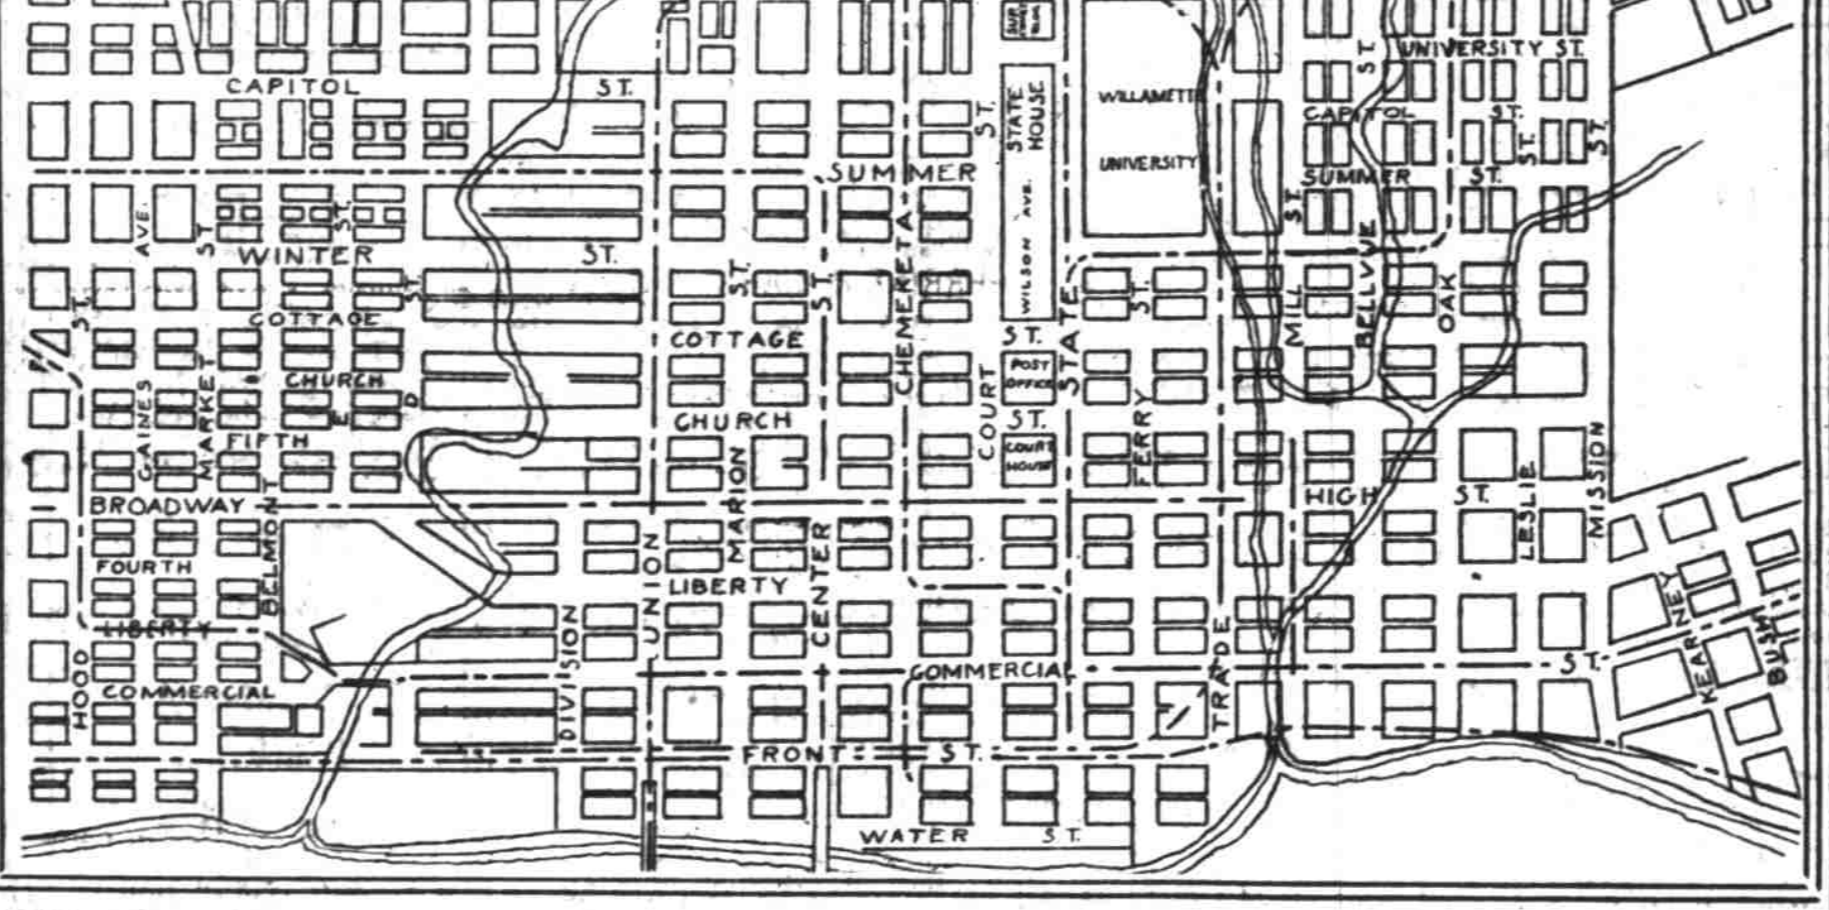 UNIVERSITY ST.
CAPITOL ST.
STATE HOUSE
WILLAMETTE
UNIVERSITY
CAPITOL ST.
ST.
ST.
ST.
ST.
SUMMER
SUMMER ST.
AVE.
ST.
ST.
WILSON AVE.
ST.
WINTER ST.
ST.
ST.
ST.
ST.
ST.
CHEMEKETA
STATE
MILL
BELLVUE
OAK
COTTAGE
COTTAGE ST.
POST
OFFICE
CHURCH
CHURCH ST.
GAINES
MARKET
E
D
COURT
FERRY
COURT
HOUSE
FIFTH
MARION
LESLIE
MISSION
BROADWAY
HIGH ST.
BELMONT
UNION
CENTER
FOURTH
LIBERTY
LIBERTY
HOOD
DIVISION
TRADE
KEARNEY
BUSH
COMMERCIAL
COMMERCIAL ST.
FRONT ST.
WATER ST.